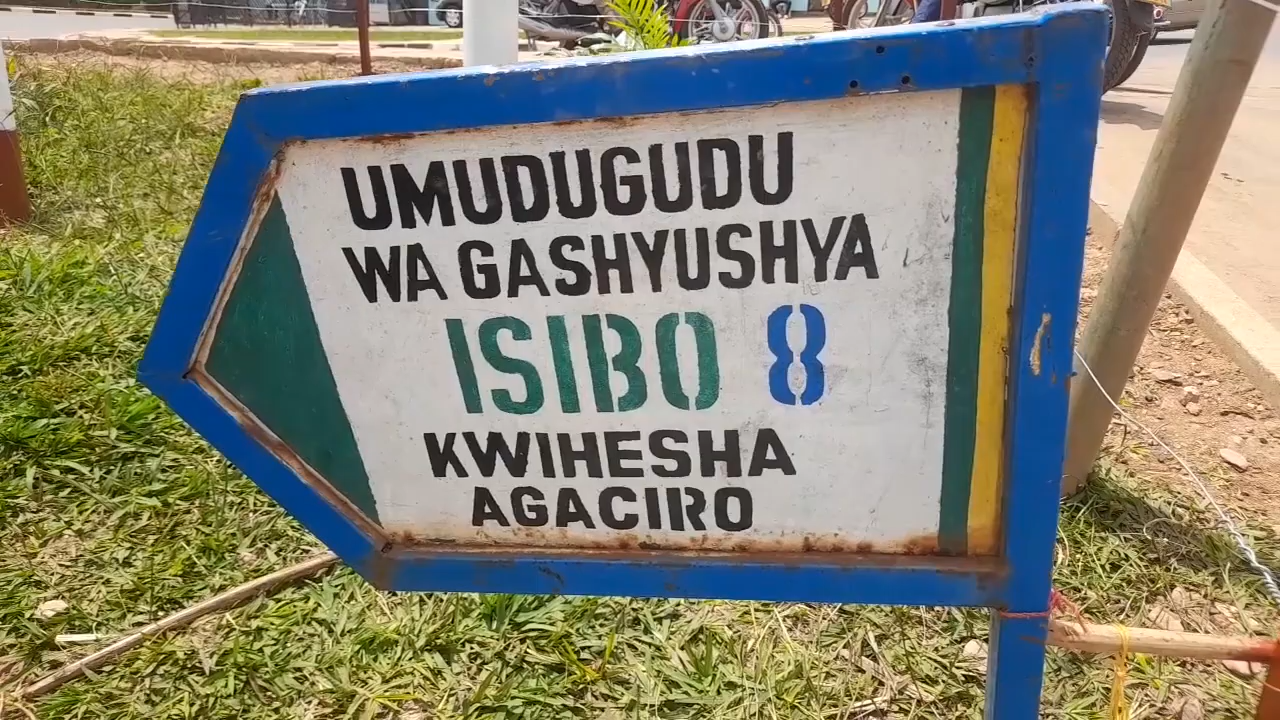 UMUDUGUDU
WA GASHYUSHYA
ISIBO 8
KWIHESHA
AGACIRO